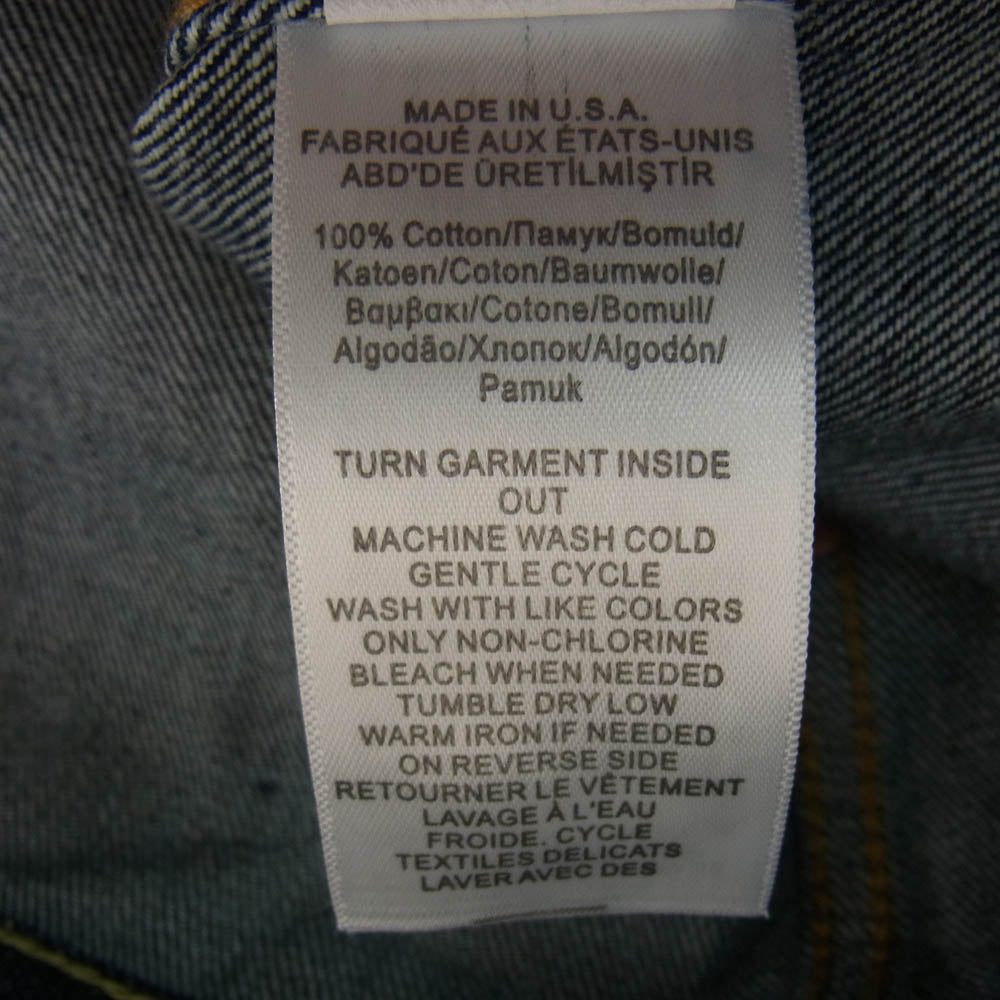 MADE IN U.S.A.
FABRIQUÉ AUX ÉTATS-UNIS
ABD'DE ÜRETİLMİŞTİR
100% Cotton/Памук/Bomuld/
Katoen/Coton/Baumwolle/
Βαμβακι/Cotone/Bomull/
Algodão/Хлопок/Algodón/
Pamuk
TURN GARMENT INSIDE
OUT
MACHINE WASH COLD
GENTLE CYCLE
WASH WITH LIKE COLORS
ONLY NON-CHLORINE
BLEACH WHEN NEEDED
TUMBLE DRY LOW
WARM IRON IF NEEDED
ON REVERSE SIDE
RETOURNER LE VÊTEMENT
LAVAGE À L'EAU
FROIDE. CYCLE
TEXTILES DÉLICATS
LAVER AVEC DES